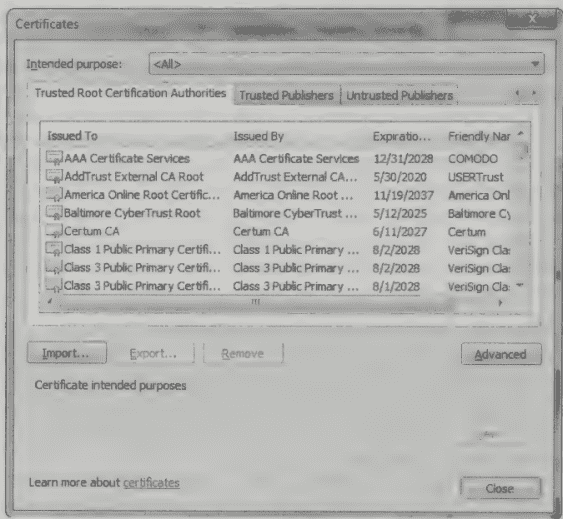 Certificates
Intended purpose: <All>
Trusted Root Certification Authorities Trusted Publishers Untrusted Publishers
Issued To Issued By Expiratio... Friendly Nar
AAA Certificate Services AAA Certificate Services 12/31/2028 COMODO
AddTrust External CA Root AddTrust External CA... 5/30/2020 USERTrust
America Online Root Certific... America Online Root ... 11/19/2037 America Onl
Baltimore CyberTrust Root Baltimore CyberTrust ... 5/12/2025 Baltimore Cy
Certum CA Certum CA 6/11/2027 Certum
Class 1 Public Primary Certifi... Class 1 Public Primary ... 8/2/2028 VeriSign Clas
Class 3 Public Primary Certifi... Class 3 Public Primary ... 8/2/2028 VeriSign Clas
Class 3 Public Primary Certifi... Class 3 Public Primary ... 8/1/2028 VeriSign Clas
Import... Export... Remove Advanced
Certificate intended purposes
Learn more about certificates
Close